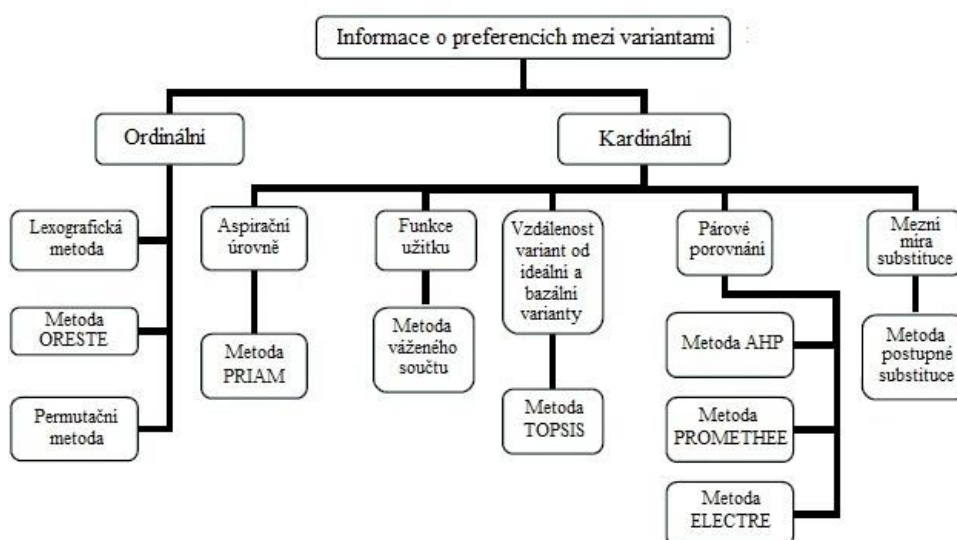 Informace o preferencich mezi variantami
Ordinální
Kardinální
Lexografická
metoda
Metoda
ORESTE
Permutační
metoda
Aspirační
úrovně
Metoda
PRIAM
Funkce
užitku
Metoda
váženého
součtu
Vzdálenost
variant od
ideální a
bazální
varianty
Metoda
TOPSIS
Párové
porovnání
Metoda AHP
Metoda
PROMETHEE
Metoda
ELECTRE
Mezní
míra
substituce
Metoda
postupné
substituce